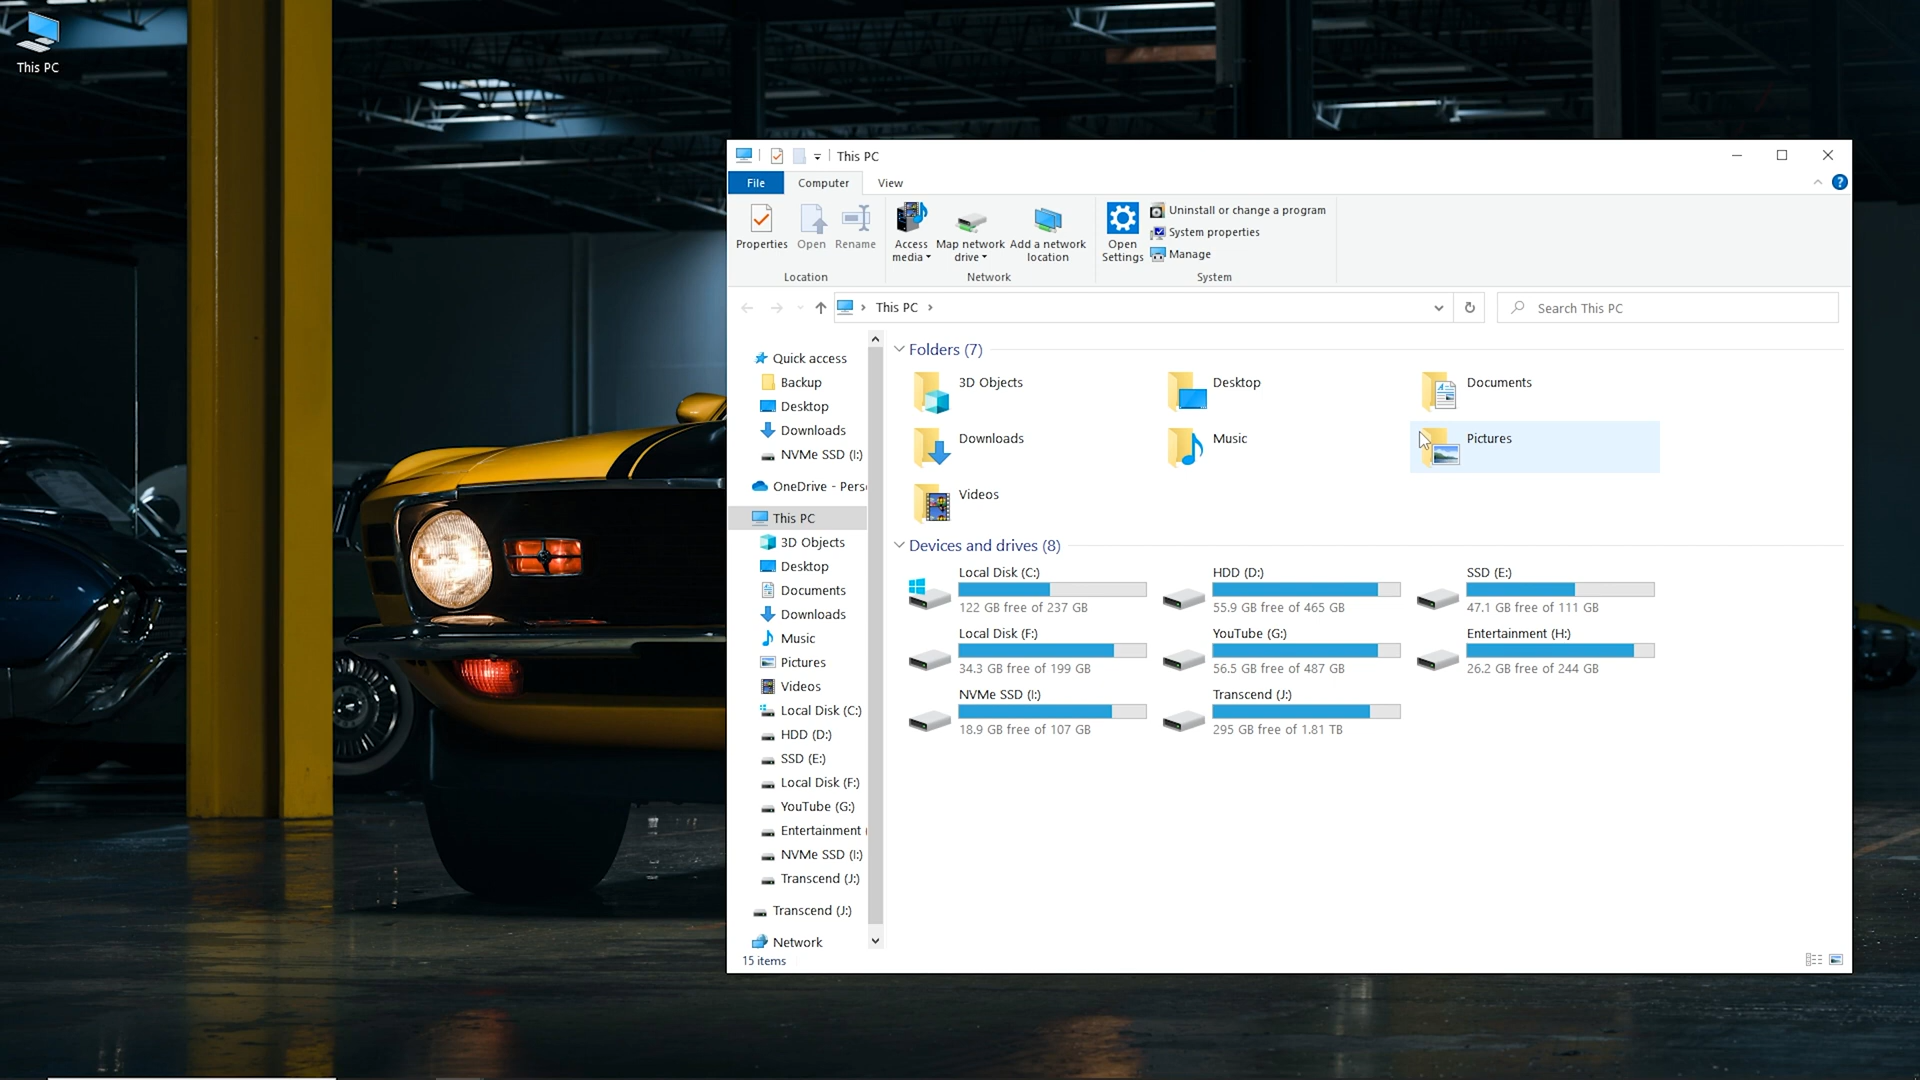 This PC
This PC
File
Computer
View
Properties
Open
Rename
Access media
Map network drive
Add a network location
Open Settings
Uninstall or change a program
System properties
Manage
Location
Network
System
This PC
Search This PC
Quick access
Backup
Desktop
Downloads
NVMe SSD (I:)
OneDrive - Pers
This PC
3D Objects
Desktop
Documents
Downloads
Music
Pictures
Videos
Local Disk (C:)
HDD (D:)
SSD (E:)
Local Disk (F:)
YouTube (G:)
Entertainment (
NVMe SSD (I:)
Transcend (J:)
Transcend (J:)
Network
Folders (7)
3D Objects
Desktop
Documents
Downloads
Music
Pictures
Videos
Devices and drives (8)
Local Disk (C:)
122 GB free of 237 GB
HDD (D:)
55.9 GB free of 465 GB
SSD (E:)
47.1 GB free of 111 GB
Local Disk (F:)
34.3 GB free of 199 GB
YouTube (G:)
56.5 GB free of 487 GB
Entertainment (H:)
26.2 GB free of 244 GB
NVMe SSD (I:)
18.9 GB free of 107 GB
Transcend (J:)
295 GB free of 1.81 TB
15 items